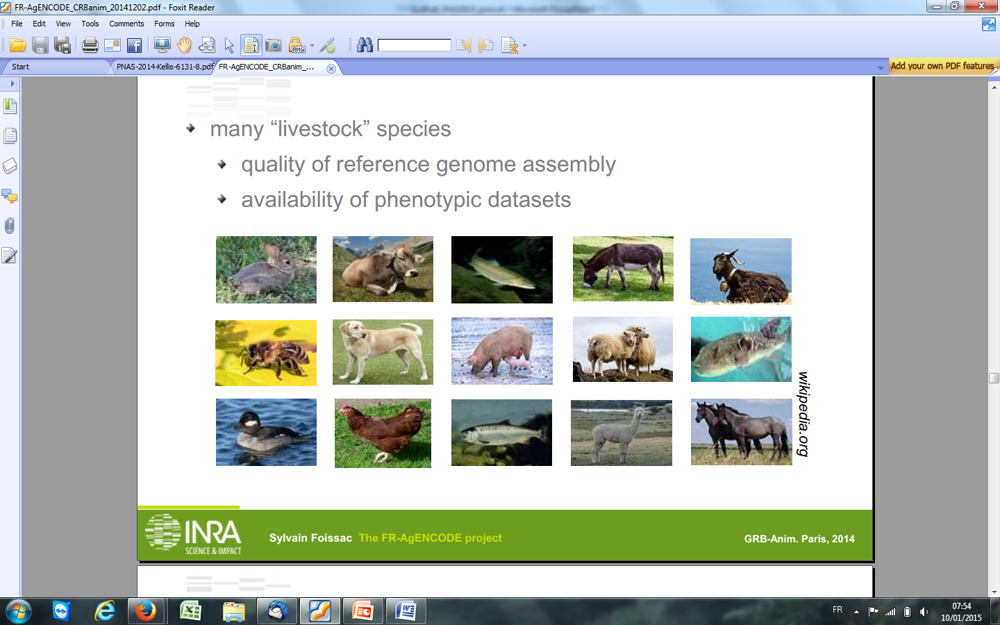 FR-AgENCODE_CRBanim_20141202.pdf - Foxit Reader
File Edit View Tools Comments Forms Help
RMS
Start PNAS-2014-Kellis-6131-8.pdf FR-AgENCODE_CRBanim_... Add your own PDF features
many “livestock” species
quality of reference genome assembly
availability of phenotypic datasets
wikipedia.org
INRA
SCIENCE & IMPACT
Sylvain Foissac The FR-AgENCODE project
GRB-Anim. Paris, 2014
FR
07:54
10/01/2015